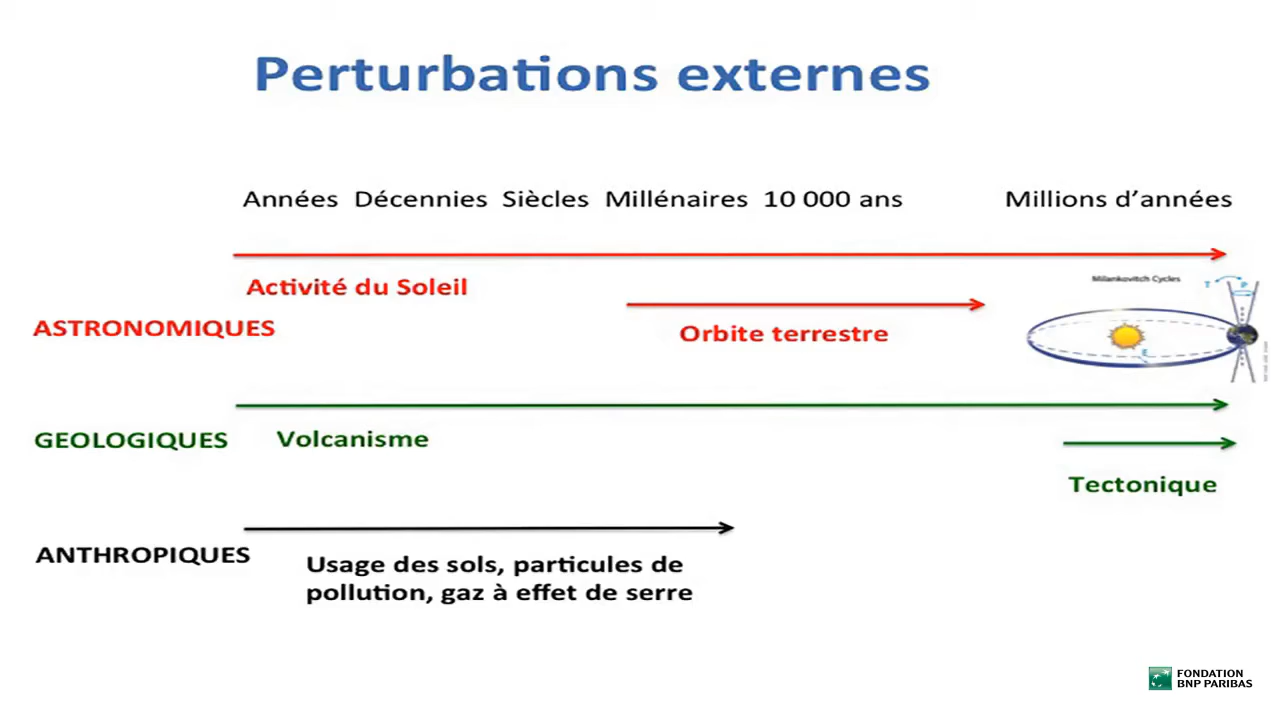 Perturbations externes
Années Décennies Siècles Millénaires 10 000 ans Millions d'années
Activité du Soleil
Milankovitch Cycles
T P
ASTRONOMIQUES
Orbite terrestre
E
GEOLOGIQUES
Volcanisme
Tectonique
ANTHROPIQUES
Usage des sols, particules de
pollution, gaz à effet de serre
FONDATION
BNP PARIBAS